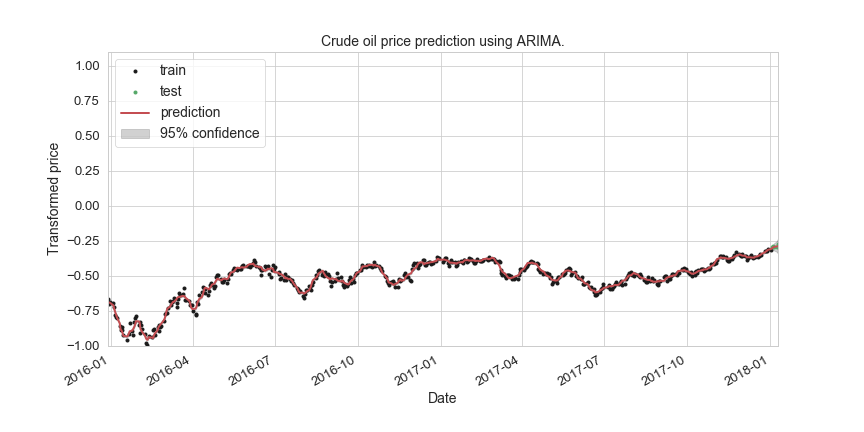 Crude oil price prediction using ARIMA.
train
test
prediction
95% confidence
Transformed price
1.00
0.75
0.50
0.25
0.00
−0.25
−0.50
−0.75
−1.00
2016-01
2016-04
2016-07
2016-10
2017-01
2017-04
2017-07
2017-10
2018-01
Date